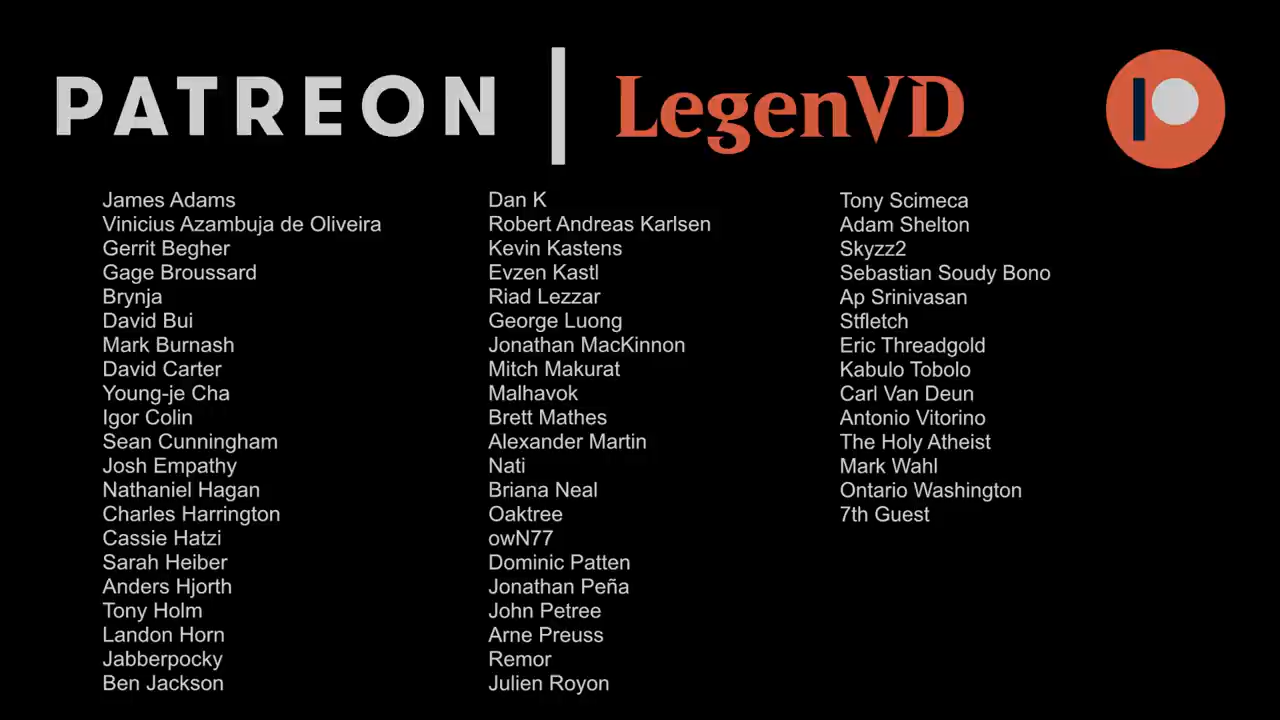 PATREON | LegenVD
James Adams
Vinicius Azambuja de Oliveira
Gerrit Begher
Gage Broussard
Brynja
David Bui
Mark Burnash
David Carter
Young-je Cha
Igor Colin
Sean Cunningham
Josh Empathy
Nathaniel Hagan
Charles Harrington
Cassie Hatzi
Sarah Heiber
Anders Hjorth
Tony Holm
Landon Horn
Jabberpocky
Ben Jackson
Dan K
Robert Andreas Karlsen
Kevin Kastens
Evzen Kastl
Riad Lezzar
George Luong
Jonathan MacKinnon
Mitch Makurat
Malhavok
Brett Mathes
Alexander Martin
Nati
Briana Neal
Oaktree
owN77
Dominic Patten
Jonathan Peña
John Petree
Arne Preuss
Remor
Julien Royon
Tony Scimeca
Adam Shelton
Skyzz2
Sebastian Soudy Bono
Ap Srinivasan
Stfletch
Eric Threadgold
Kabulo Tobolo
Carl Van Deun
Antonio Vitorino
The Holy Atheist
Mark Wahl
Ontario Washington
7th Guest